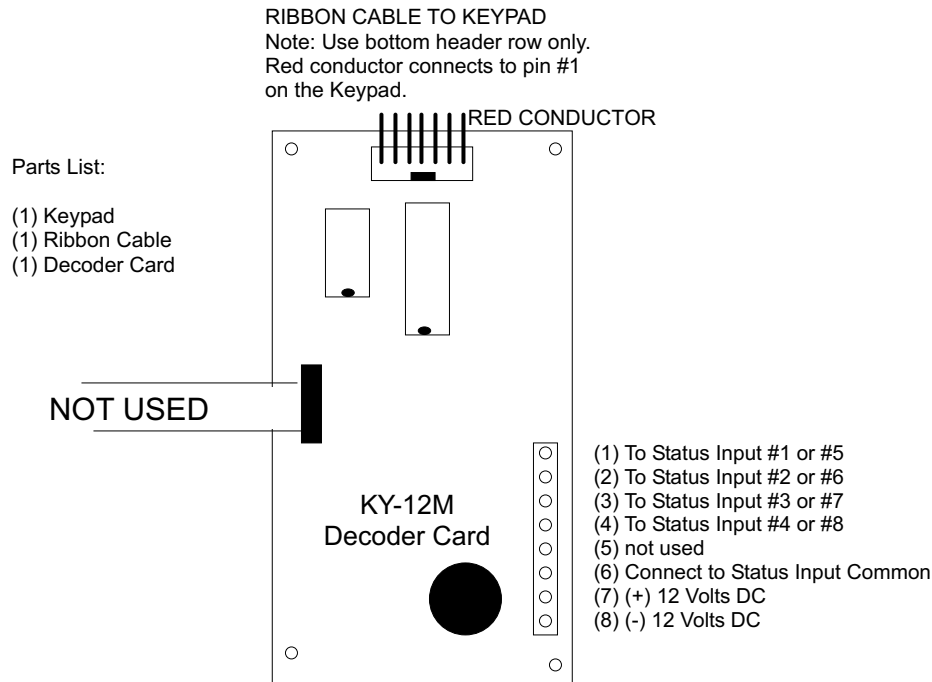 RIBBON CABLE TO KEYPAD
Note: Use bottom header row only.
Red conductor connects to pin #1
on the Keypad.
RED CONDUCTOR
Parts List:
(1) Keypad
(1) Ribbon Cable
(1) Decoder Card
NOT USED
KY-12M
Decoder Card
(1) To Status Input #1 or #5
(2) To Status Input #2 or #6
(3) To Status Input #3 or #7
(4) To Status Input #4 or #8
(5) not used
(6) Connect to Status Input Common
(7) (+) 12 Volts DC
(8) (-) 12 Volts DC